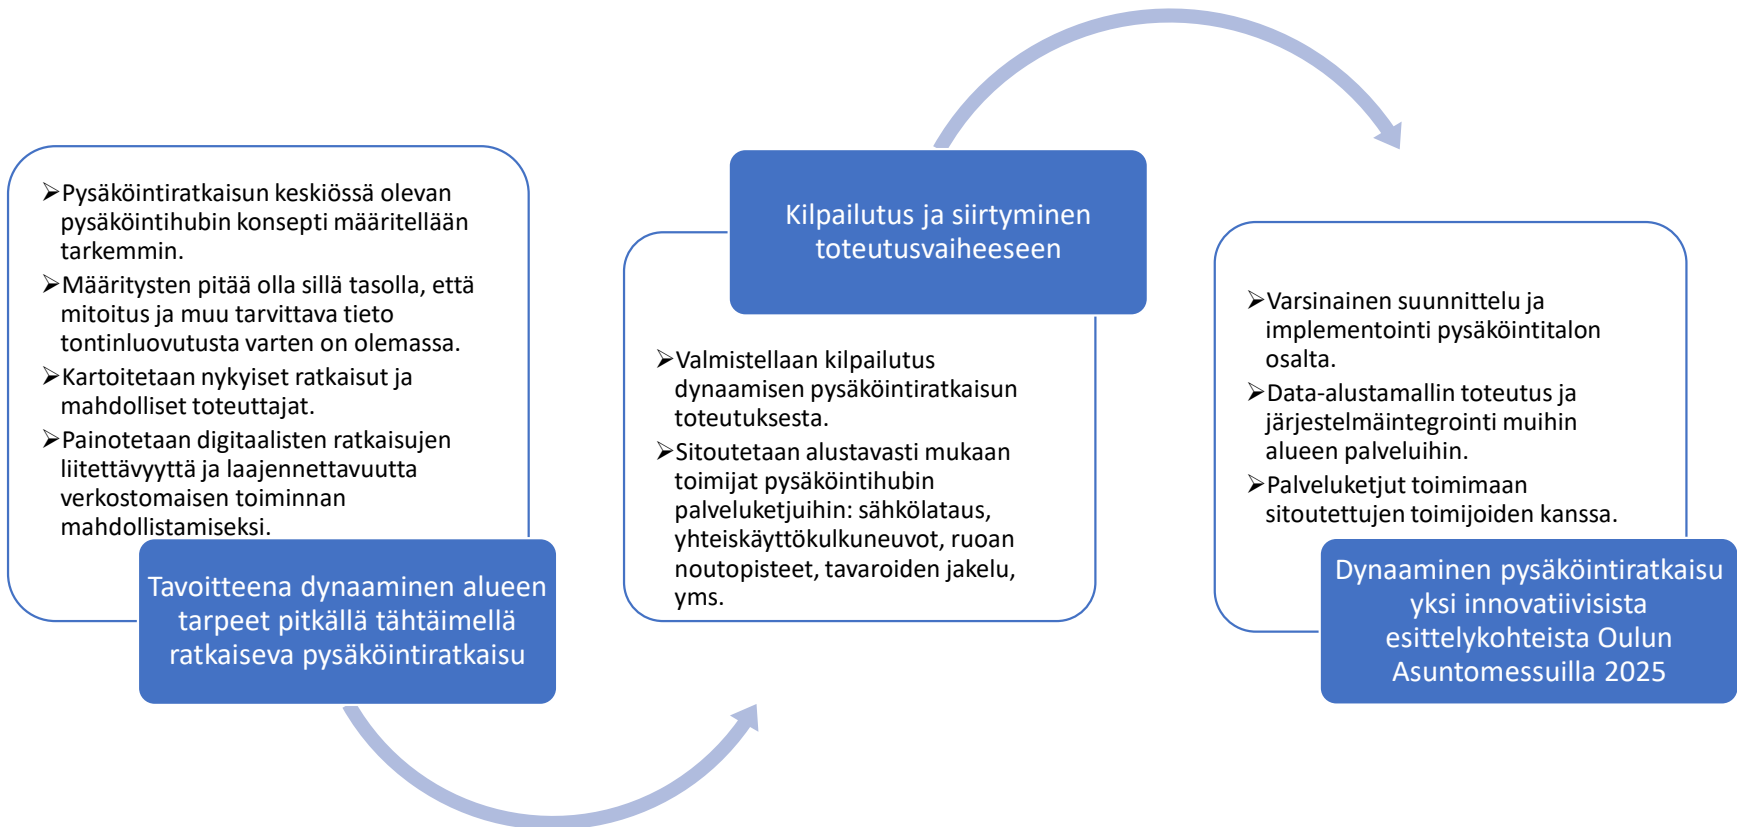 ➢Pysäköintiratkaisun keskiössä olevan
pysäköintihubin konsepti määritellään
tarkemmin.
➢Määritysten pitää olla sillä tasolla, että
mitoitus ja muu tarvittava tieto
tontinluovutusta varten on olemassa.
➢Kartoitetaan nykyiset ratkaisut ja
mahdolliset toteuttajat.
➢Painotetaan digitaalisten ratkaisujen
liitettävyyttä ja laajennettavuutta
verkostomaisen toiminnan
mahdollistamiseksi.
Tavoitteena dynaaminen alueen
tarpeet pitkällä tähtäimellä
ratkaiseva pysäköintiratkaisu
Kilpailutus ja siirtyminen
toteutusvaiheeseen
➢Valmistellaan kilpailutus
dynaamisen pysäköintiratkaisun
toteutuksesta.
➢Sitoutetaan alustavasti mukaan
toimijat pysäköintihubin
palveluketjuihin: sähkölataus,
yhteiskäyttökulkuneuvot, ruoan
noutopisteet, tavaroiden jakelu,
yms.
➢Varsinainen suunnittelu ja
implementointi pysäköintitalon
osalta.
➢Data-alustamallin toteutus ja
järjestelmäintegrointi muihin
alueen palveluihin.
➢Palveluketjut toimimaan
sitoutettujen toimijoiden kanssa.
Dynaaminen pysäköintiratkaisu
yksi innovatiivisista
esittelykohteista Oulun
Asuntomessuilla 2025